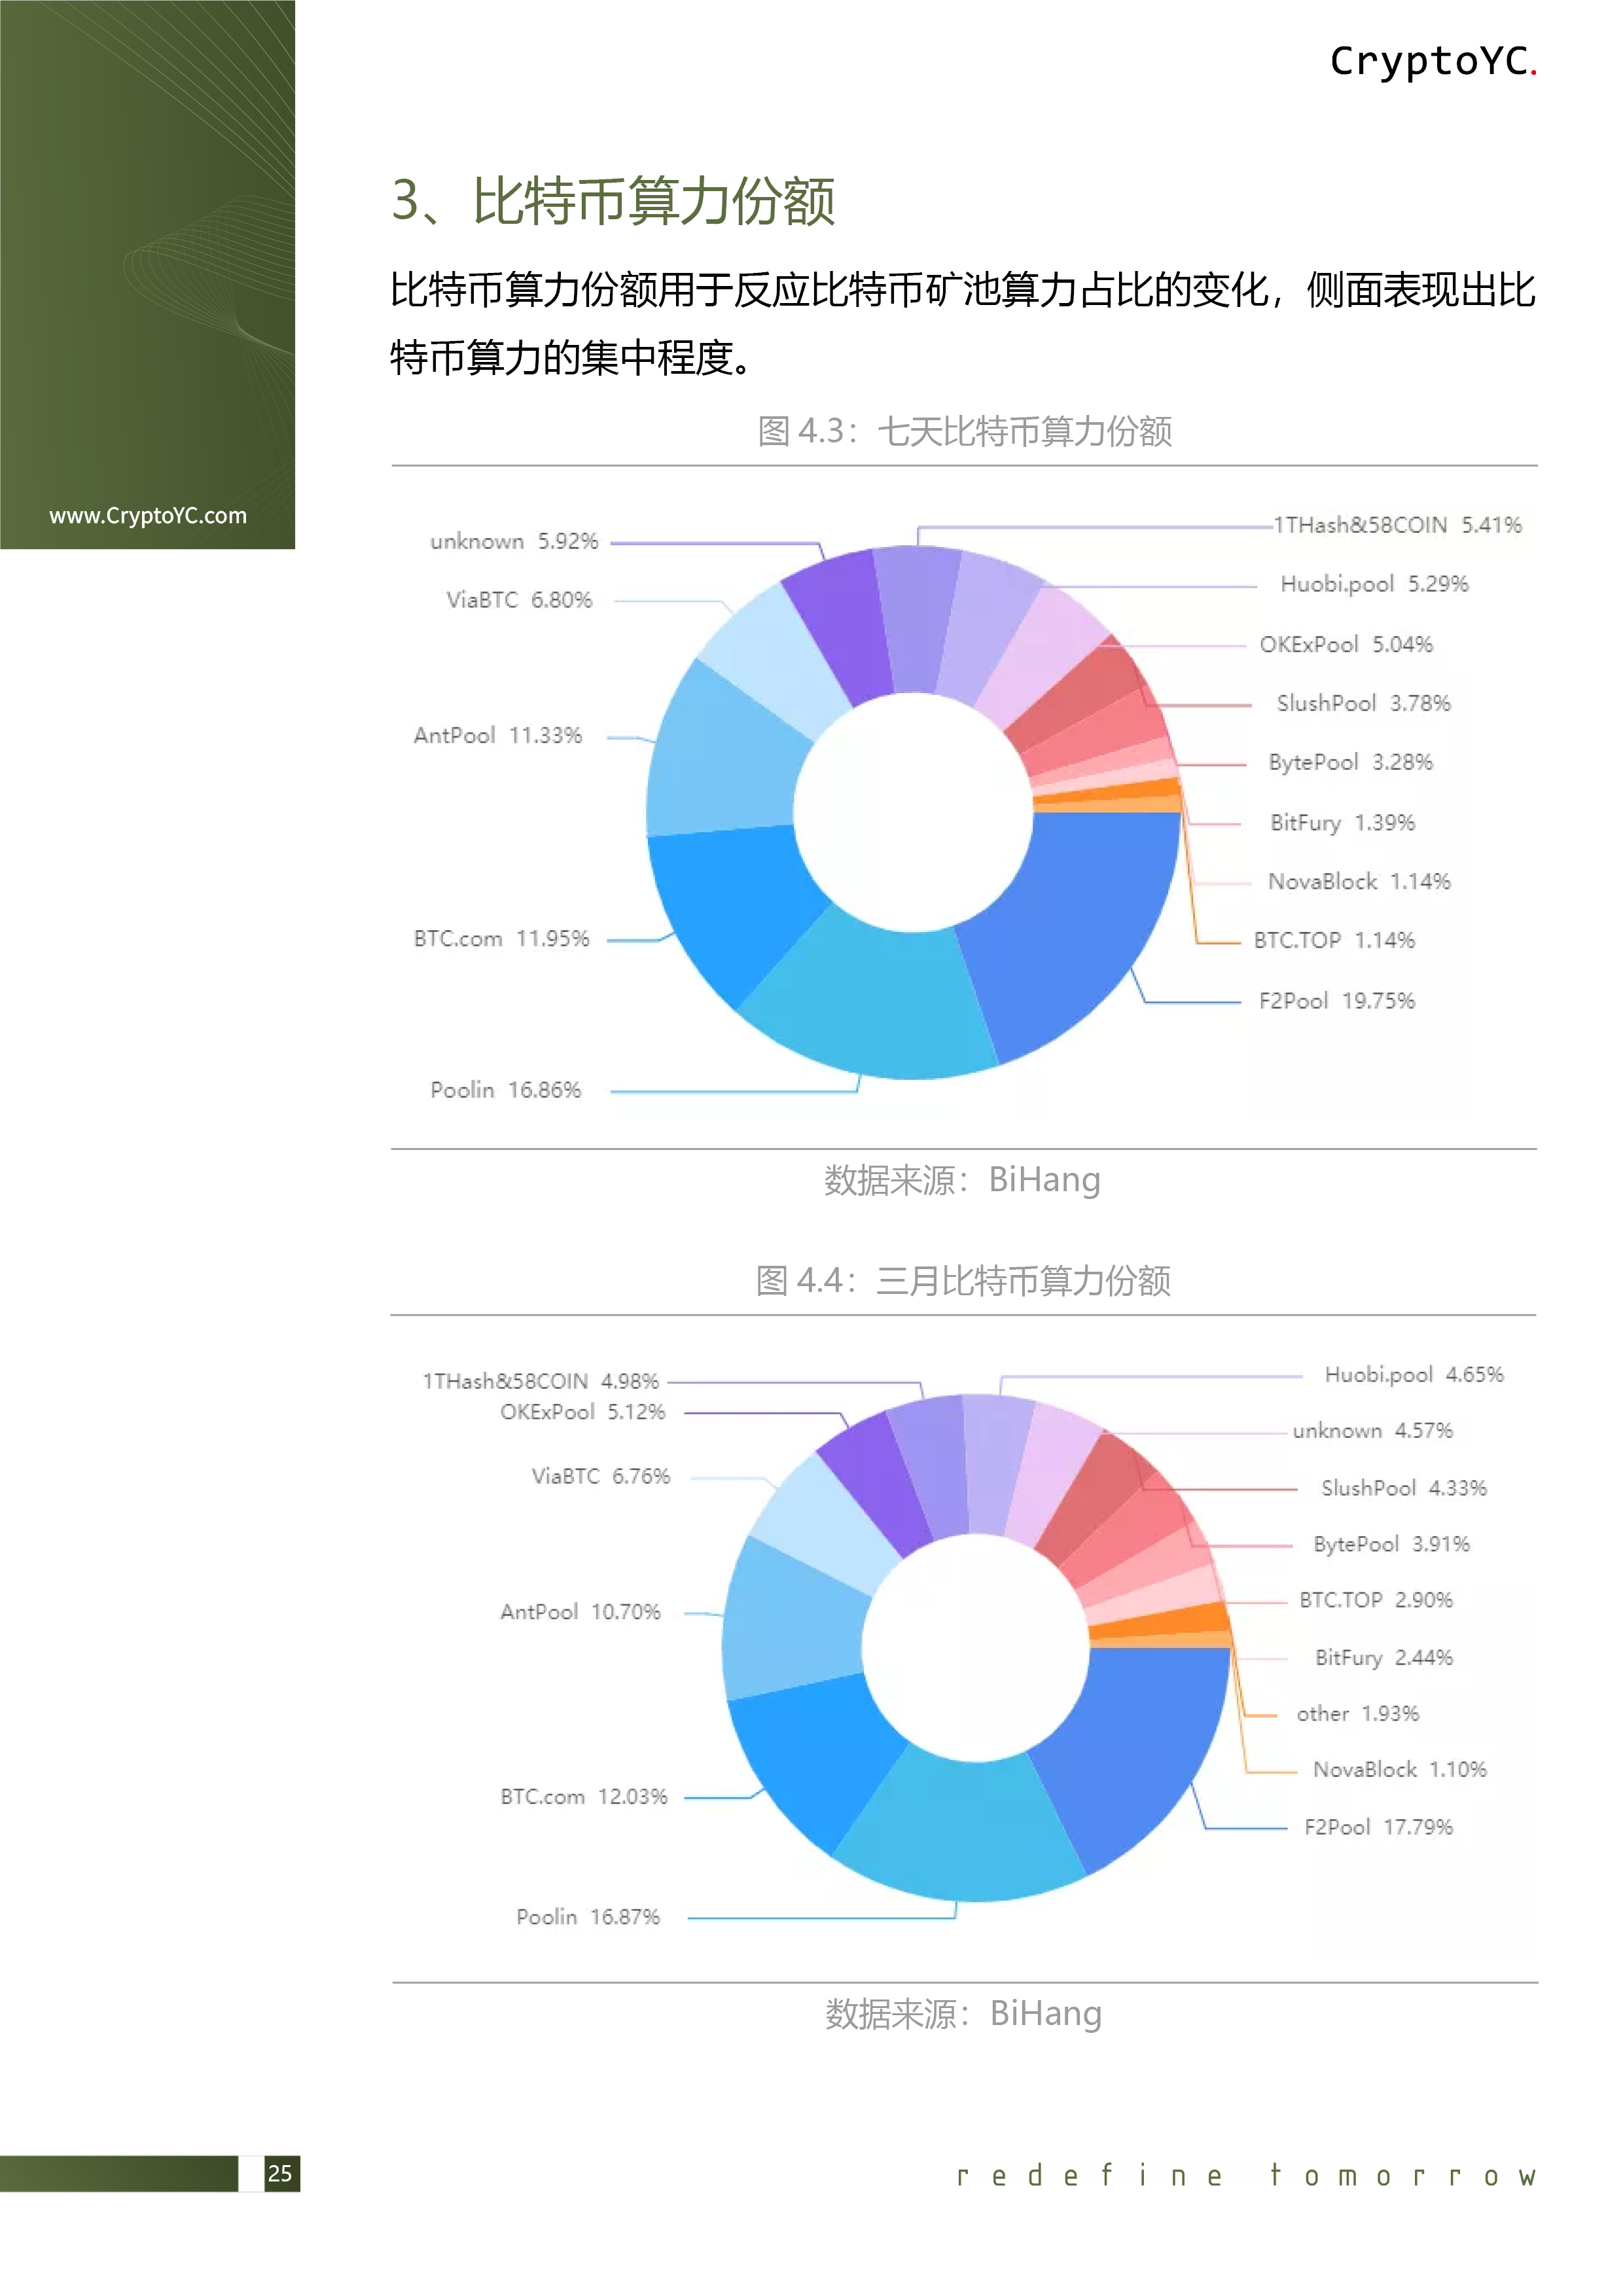 CryptoYC.
www.CryptoYC.com
3、比特币算力份额
比特币算力份额用于反应比特币矿池算力占比的变化，侧面表现出比
特币算力的集中程度。
图 4.3：七天比特币算力份额
unknown 5.92%
ViaBTC 6.80%
AntPool 11.33%
BTC.com 11.95%
Poolin 16.86%
1THash&58COIN 5.41%
Huobi.pool 5.29%
OKExPool 5.04%
SlushPool 3.78%
BytePool 3.28%
BitFury 1.39%
NovaBlock 1.14%
BTC.TOP 1.14%
F2Pool 19.75%
数据来源：BiHang
图 4.4：三月比特币算力份额
1THash&58COIN 4.98%
OKExPool 5.12%
ViaBTC 6.76%
AntPool 10.70%
BTC.com 12.03%
Poolin 16.87%
Huobi.pool 4.65%
unknown 4.57%
SlushPool 4.33%
BytePool 3.91%
BTC.TOP 2.90%
BitFury 2.44%
other 1.93%
NovaBlock 1.10%
F2Pool 17.79%
数据来源：BiHang
25
redefine tomorrow